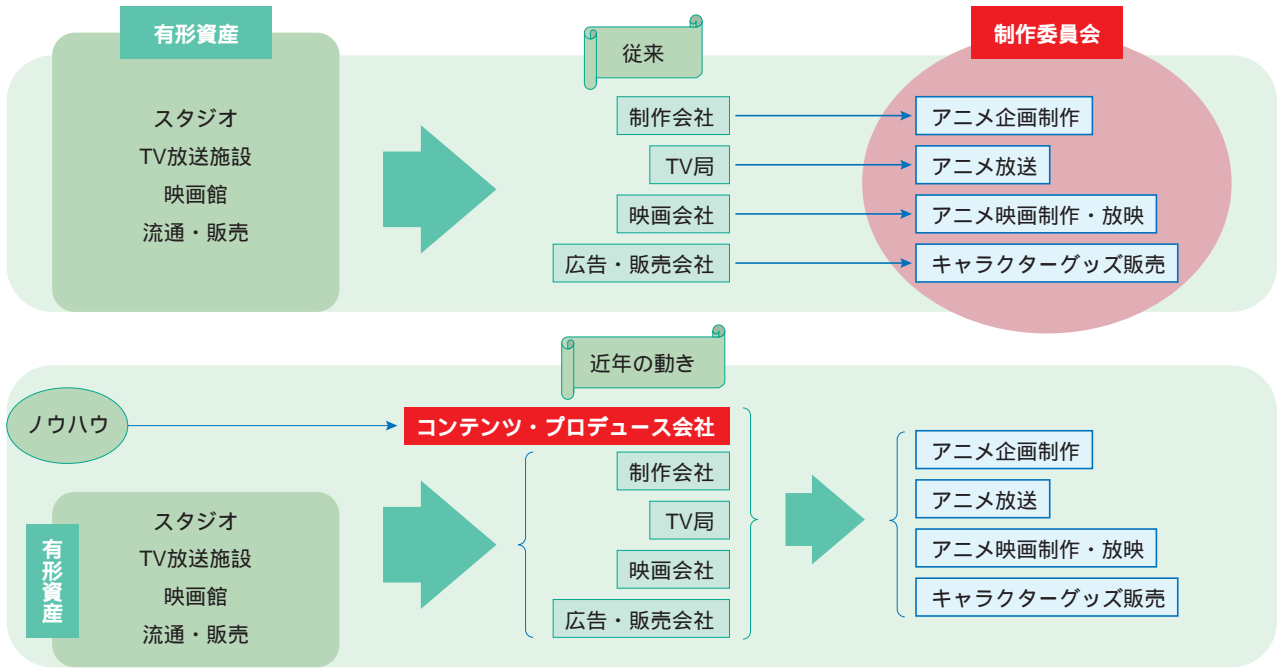 有形資産
従来
制作委員会
スタジオ
TV放送施設
映画館
流通・販売
制作会社
TV局
映画会社
広告・販売会社
アニメ企画制作
アニメ放送
アニメ映画制作・放映
キャラクターグッズ販売
近年の動き
ノウハウ
コンテンツ・プロデュース会社
有形資産
スタジオ
TV放送施設
映画館
流通・販売
制作会社
TV局
映画会社
広告・販売会社
アニメ企画制作
アニメ放送
アニメ映画制作・放映
キャラクターグッズ販売